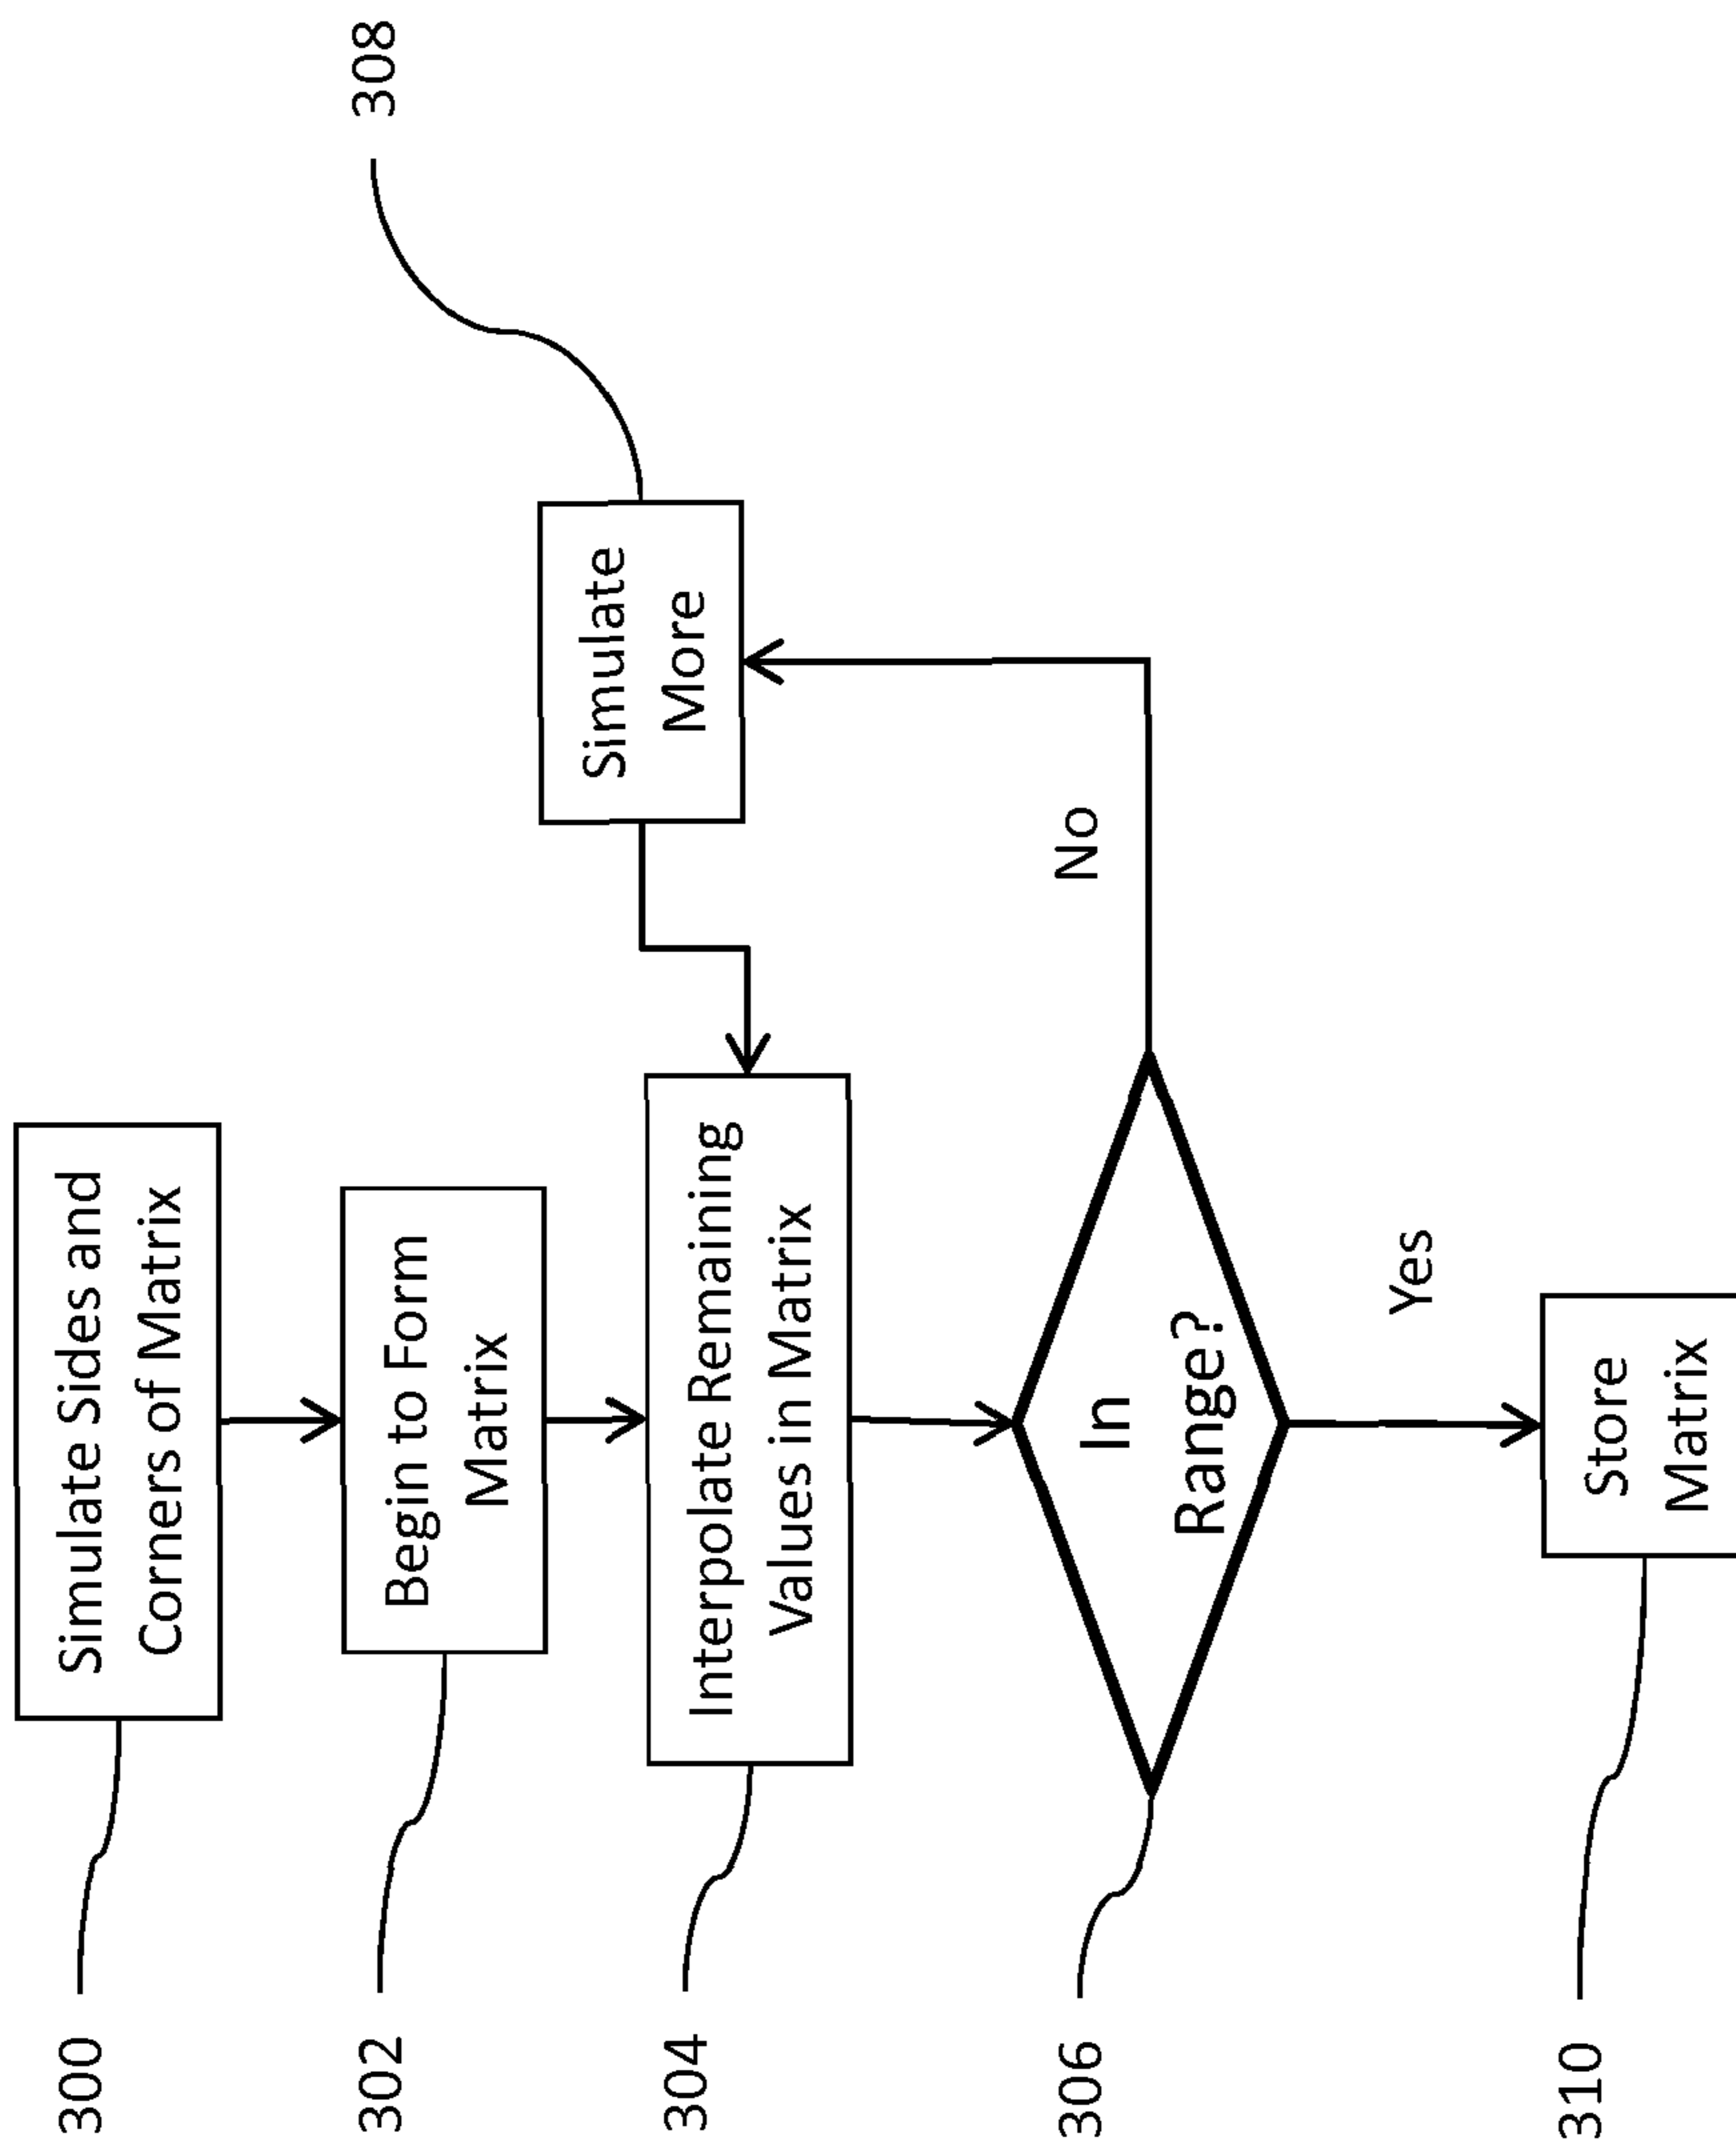 300
Simulate Sides and
Corners of Matrix
302
Begin to Form
Matrix
308
Simulate
More
304
Interpolate Remaining
Values in Matrix
306
In
Range?
No
Yes
310
Store
Matrix